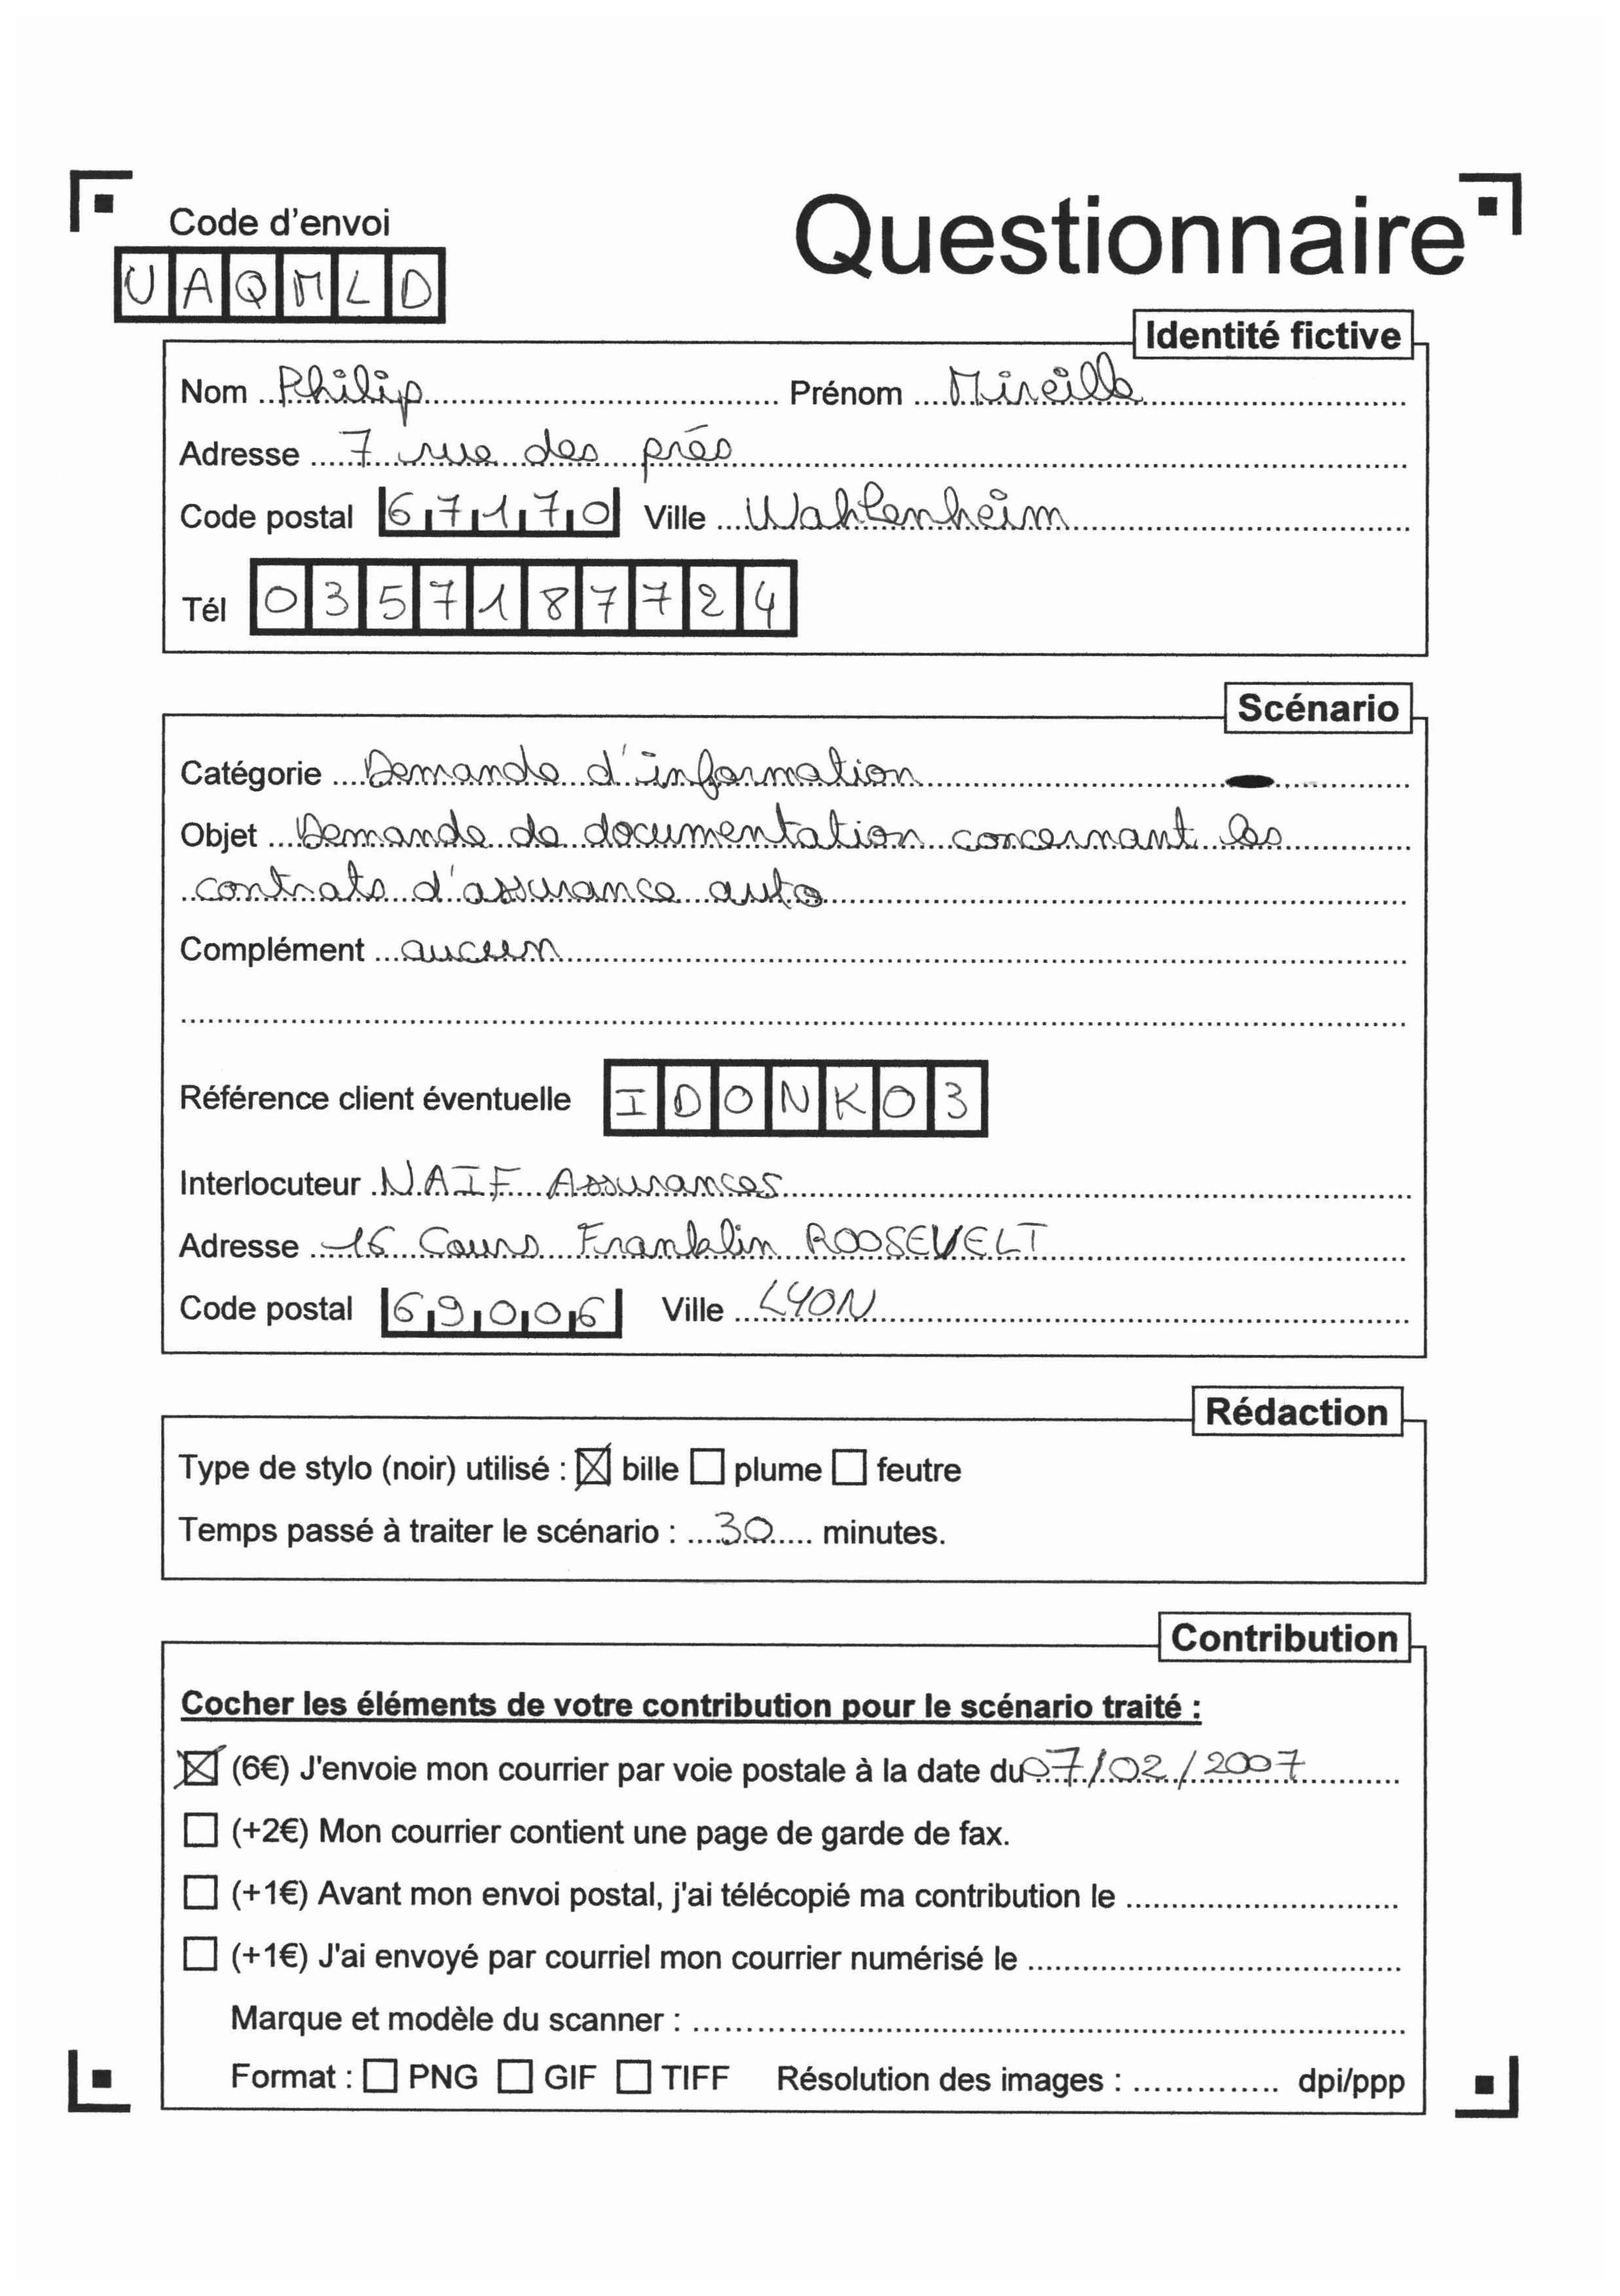 Code d'envoi
UAQMLD
Questionnaire
Identité fictive
Nom Philip Prénom Mireille
Adresse 7 rue des prés
Code postal 67170 Ville Wahlenheim
Tél 0357187724
Scénario
Catégorie Demande d'information
Objet Demande de documentation concernant les
contrats d'assurance auto
Complément aucun
Référence client éventuelle IDONKO3
Interlocuteur NAIF Assurances
Adresse 16 Cours Franklin ROOSEVELT
Code postal 69006 Ville LYON
Rédaction
Type de stylo (noir) utilisé : ☒ bille ☐ plume ☐ feutre
Temps passé à traiter le scénario : 30 minutes.
Contribution
Cocher les éléments de votre contribution pour le scénario traité :
☒ (6€) J'envoie mon courrier par voie postale à la date du 07/02/2007
☐ (+2€) Mon courrier contient une page de garde de fax.
☐ (+1€) Avant mon envoi postal, j'ai télécopié ma contribution le
☐ (+1€) J'ai envoyé par courriel mon courrier numérisé le
Marque et modèle du scanner :
Format : ☐ PNG ☐ GIF ☐ TIFF Résolution des images : dpi/ppp